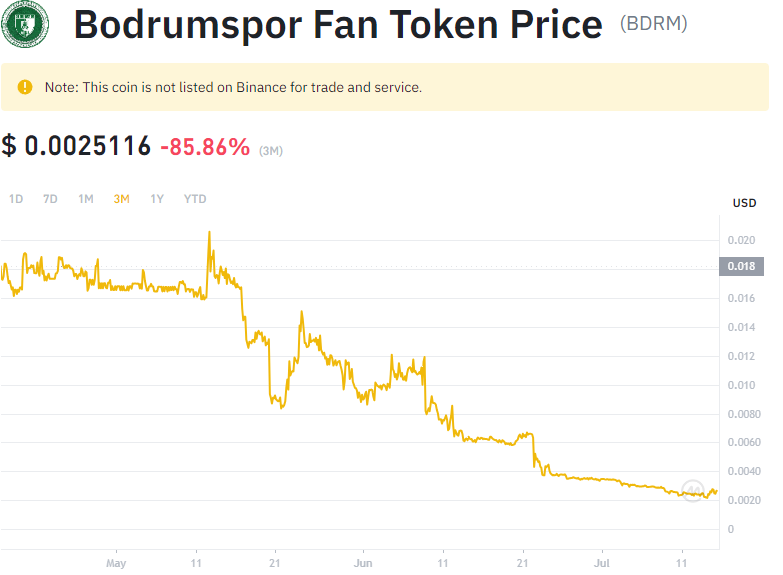 Bodrumspor Fan Token Price (BDRM)
Note: This coin is not listed on Binance for trade and service.
$ 0.0025116 -85.86% (3M)
1D 7D 1M 3M 1Y YTD
USD
0.020
0.018
0.016
0.014
0.012
0.010
0.0080
0.0060
0.0040
0.0020
0
May 11 21 Jun 11 21 Jul 11